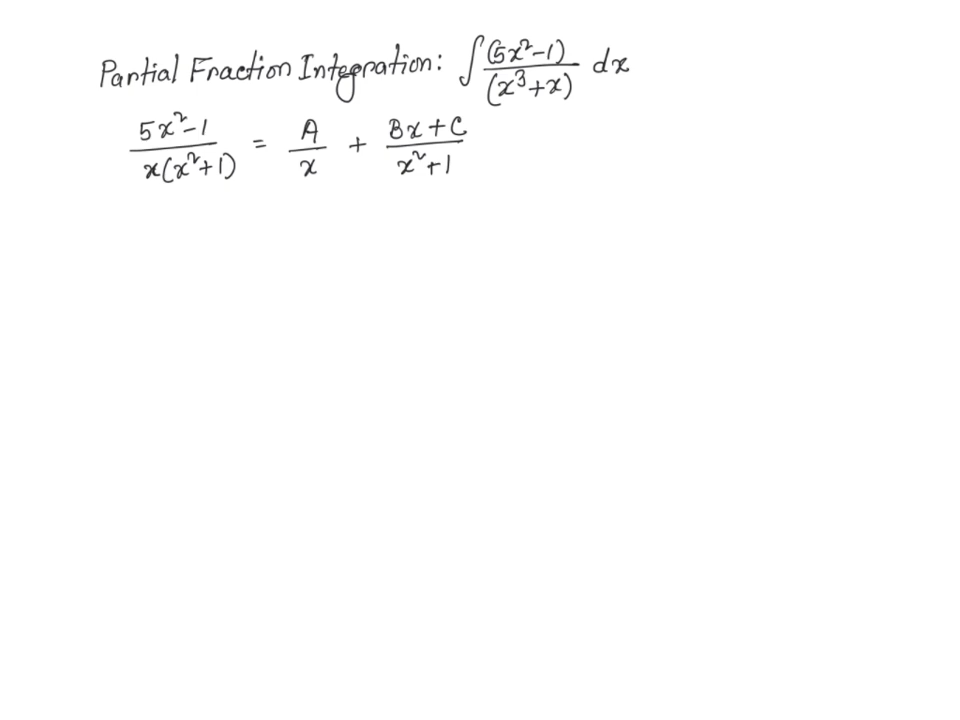 Partial Fraction Integration: ∫ (5x²-1)/(x³+x) dx
5x²-1/x(x²+1) = A/x + Bx+C/x²+1